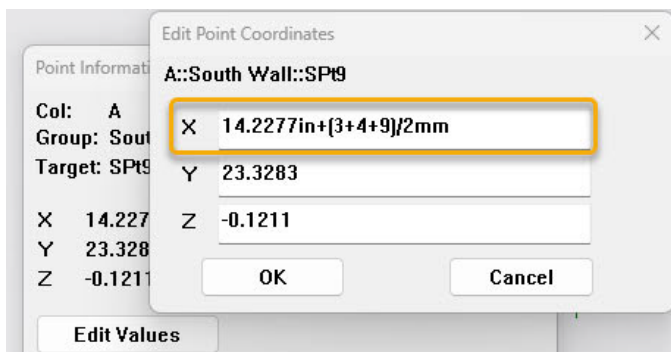 Edit Point Coordinates
A::South Wall::SPt9
X 14.2277in+(3+4+9)/2mm
Y 23.3283
Z -0.1211
OK Cancel
Point Informati
Col: A
Group: Sout
Target: SPt9
X 14.227
Y 23.328
Z -0.1211
Edit Values